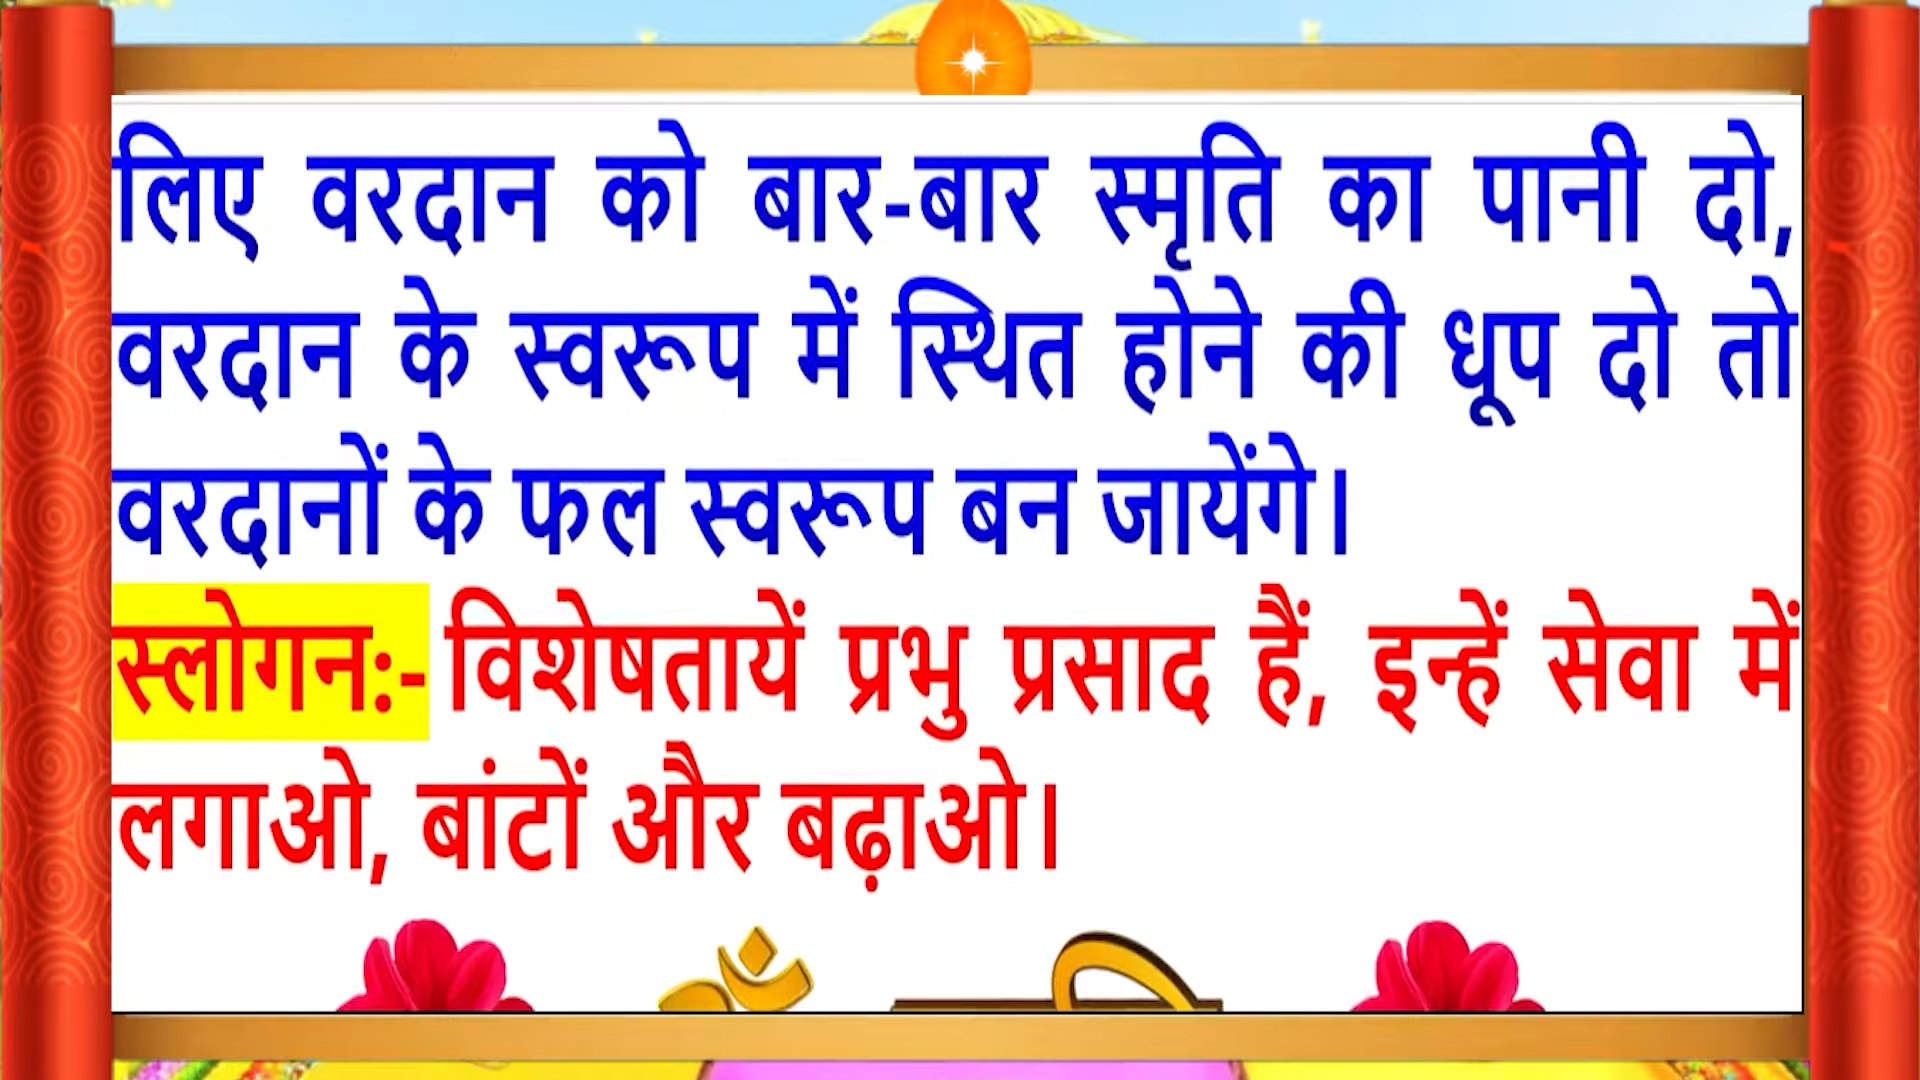 लिए वरदान को बार-बार स्मृति का पानी दो,
वरदान के स्वरूप में स्थित होने की धूप दो तो
वरदानों के फल स्वरूप बन जायेंगे।
स्लोगन:- विशेषतायें प्रभु प्रसाद हैं, इन्हें सेवा में
लगाओ, बांटों और बढ़ाओ।